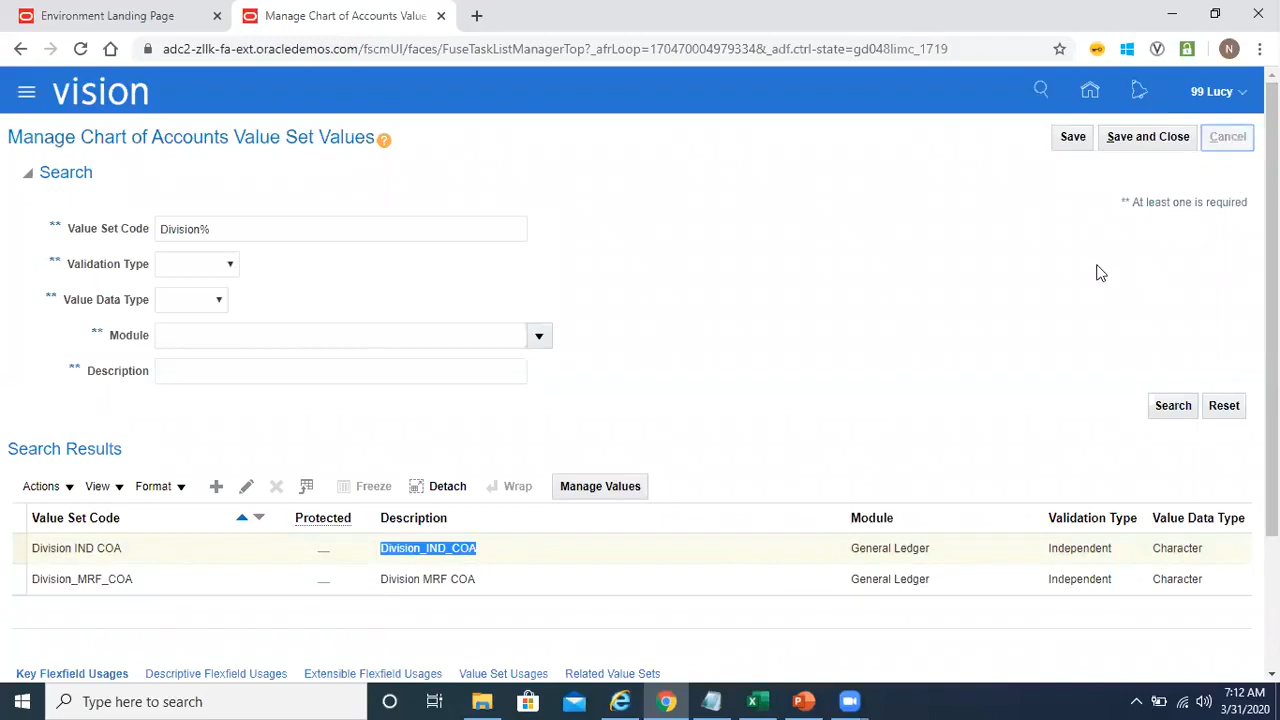 Environment Landing Page
Manage Chart of Accounts Value
adc2-zllk-fa-ext.oracledemos.com/fscmUI/faces/FuseTaskListManagerTop?_afrLoop=170470004979334&_adf.ctrl-state=gd048limc_1719
N
vision
99 Lucy
Manage Chart of Accounts Value Set Values
Save
Save and Close
Cancel
Search
** At least one is required
** Value Set Code Division%
** Validation Type
** Value Data Type
** Module
** Description
Search
Reset
Search Results
Actions View Format Freeze Detach Wrap Manage Values
Value Set Code Protected Description Module Validation Type Value Data Type
Division IND COA — Division_IND_COA General Ledger Independent Character
Division_MRF_COA — Division MRF COA General Ledger Independent Character
Key Flexfield Usages Descriptive Flexfield Usages Extensible Flexfield Usages Value Set Usages Related Value Sets
Type here to search
7:12 AM
3/31/2020